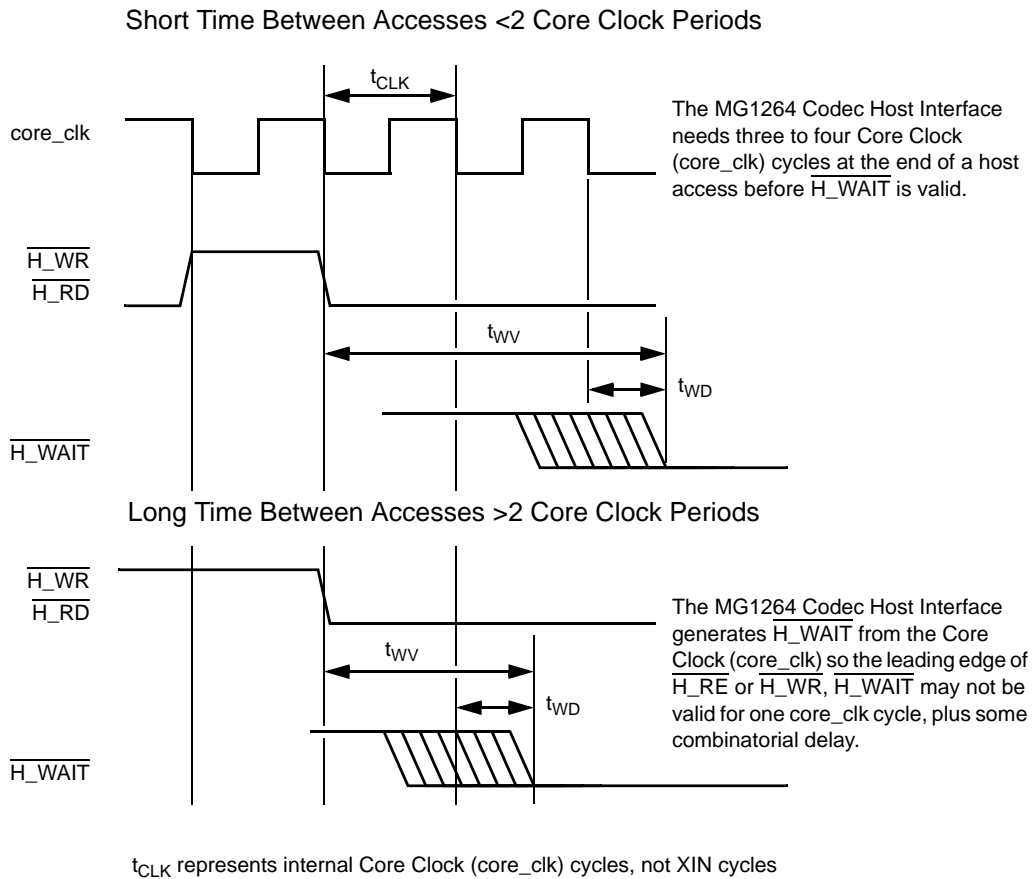 Short Time Between Accesses <2 Core Clock Periods
tCLK
core_clk
The MG1264 Codec Host Interface
needs three to four Core Clock
(core_clk) cycles at the end of a host
access before H_WAIT is valid.
H_WR
H_RD
tWV
tWD
H_WAIT
Long Time Between Accesses >2 Core Clock Periods
H_WR
H_RD
The MG1264 Codec Host Interface
generates H_WAIT from the Core
Clock (core_clk) so the leading edge of
H_RE or H_WR, H_WAIT may not be
valid for one core_clk cycle, plus some
combinatorial delay.
tWV
tWD
H_WAIT
tCLK represents internal Core Clock (core_clk) cycles, not XIN cycles